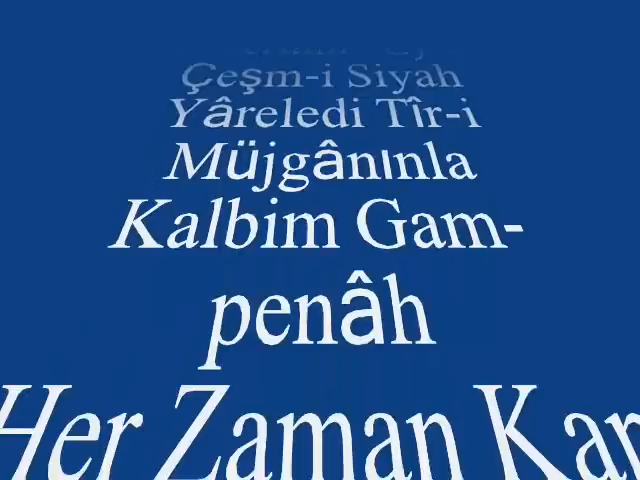 Çeşm-i Siyah
Yâreledi Tîr-i
Müjgânınla
Kalbim Gam-
penâh
Her Zaman